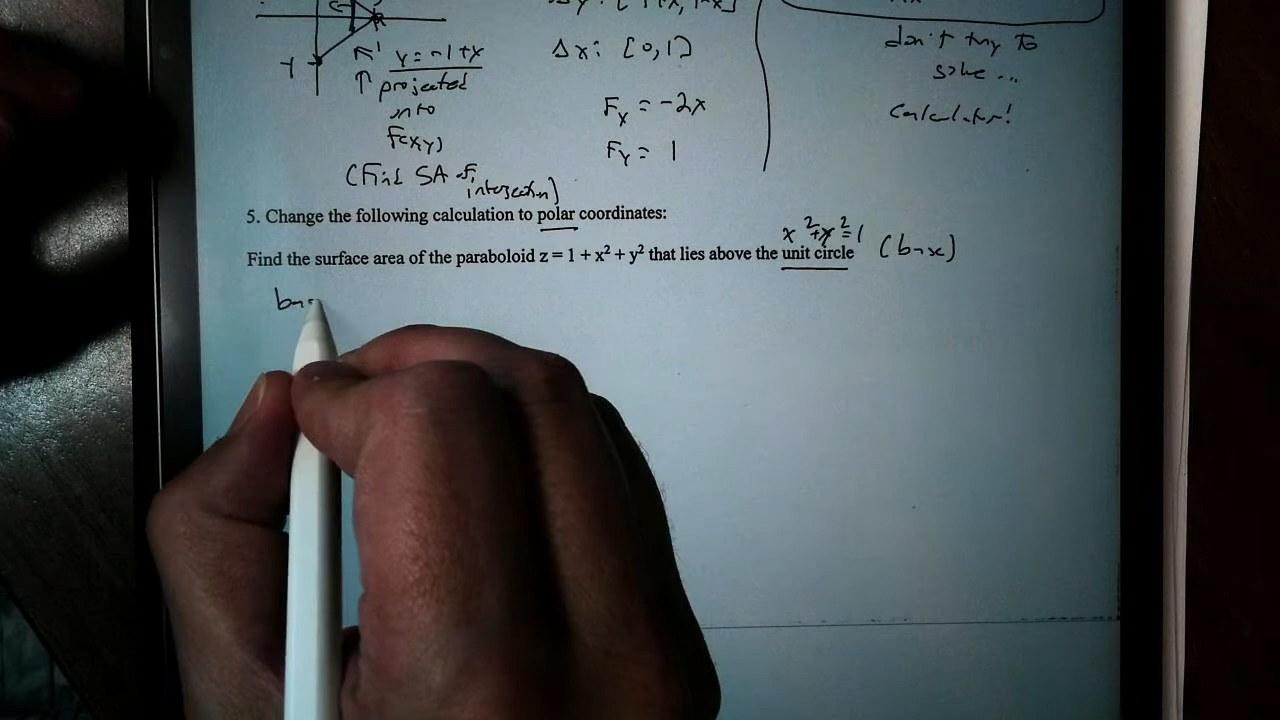 -1 y = -1 + x
Δx: [0, 1]
don't try to
solve...
↑ projected
into
F(x,y)
Fx = -2x
Calculator!
Fy = 1
(Find SA of
intersection)
5. Change the following calculation to polar coordinates:
x² + y² = 1
Find the surface area of the paraboloid z = 1 + x² + y² that lies above the unit circle (box)